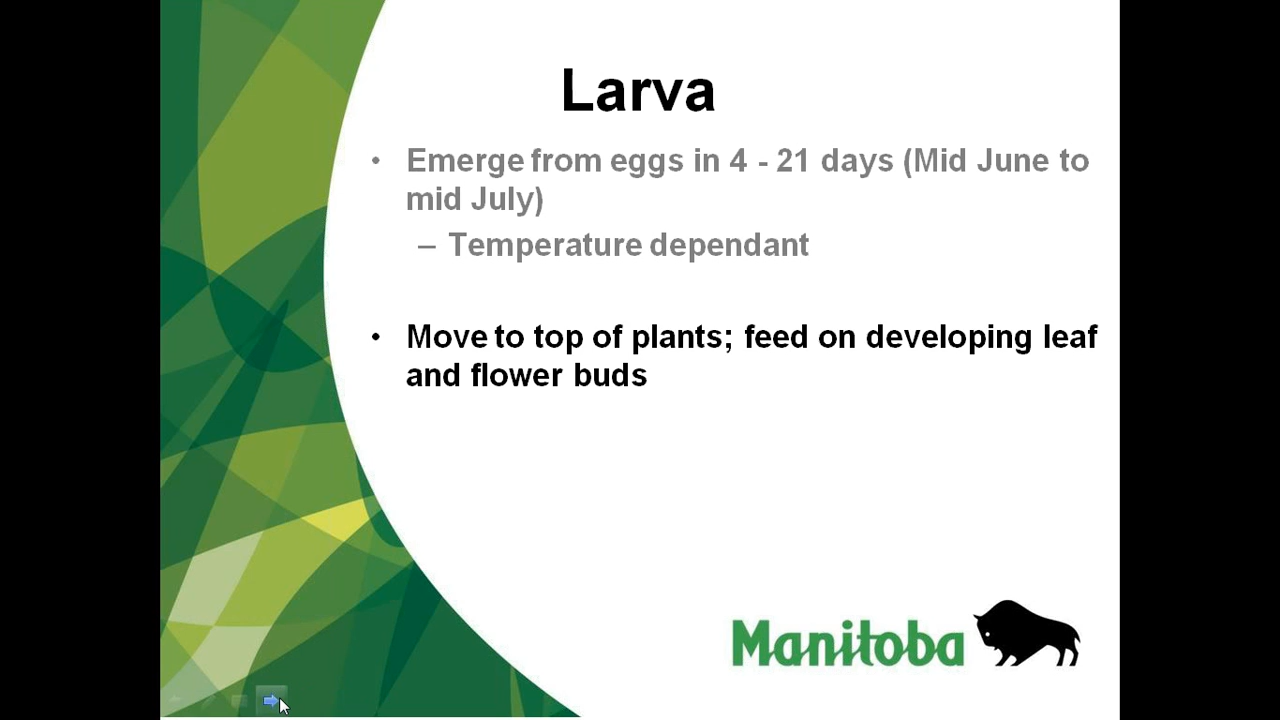 Larva
• Emerge from eggs in 4 - 21 days (Mid June to
mid July)
– Temperature dependant
• Move to top of plants; feed on developing leaf
and flower buds
Manitoba